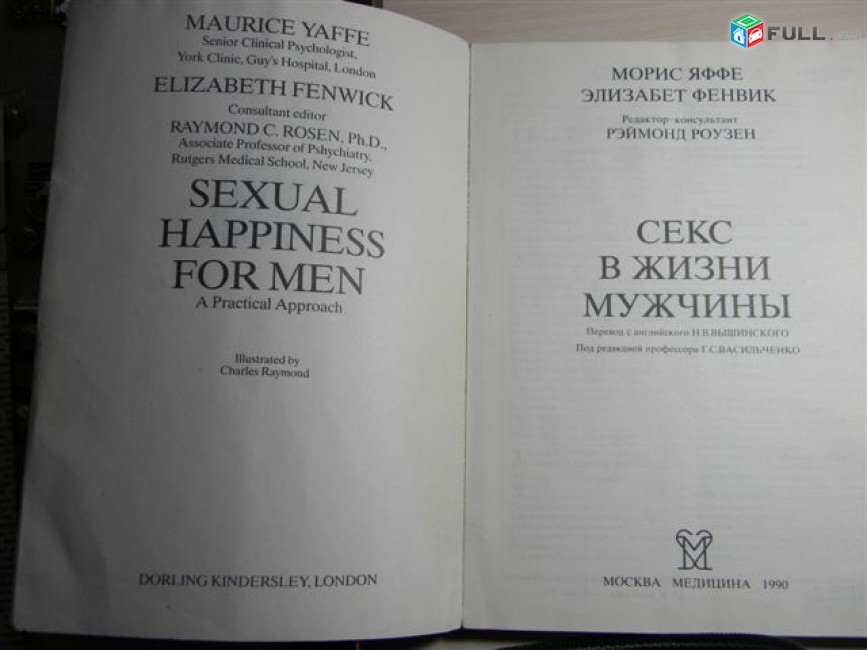 MAURICE YAFFE
Senior Clinical Psychologist,
York Clinic, Guy's Hospital, London
ELIZABETH FENWICK
Consultant editor
RAYMOND C. ROSEN, Ph.D.,
Associate Professor of Pshychiatry,
Rutgers Medical School, New Jersey
SEXUAL
HAPPINESS
FOR MEN
A Practical Approach
Illustrated by
Charles Raymond
DORLING KINDERSLEY, LONDON
FULL
МОРИС ЯФФЕ
ЭЛИЗАБЕТ ФЕНВИК
Редактор-консультант
РЭЙМОНД РОУЗЕН
СЕКС
В ЖИЗНИ
МУЖЧИНЫ
Перевод с английского Н.В.ВЫШИНСКОГО
Под редакцией профессора Г.С.ВАСИЛЬЧЕНКО
МОСКВА МЕДИЦИНА 1990